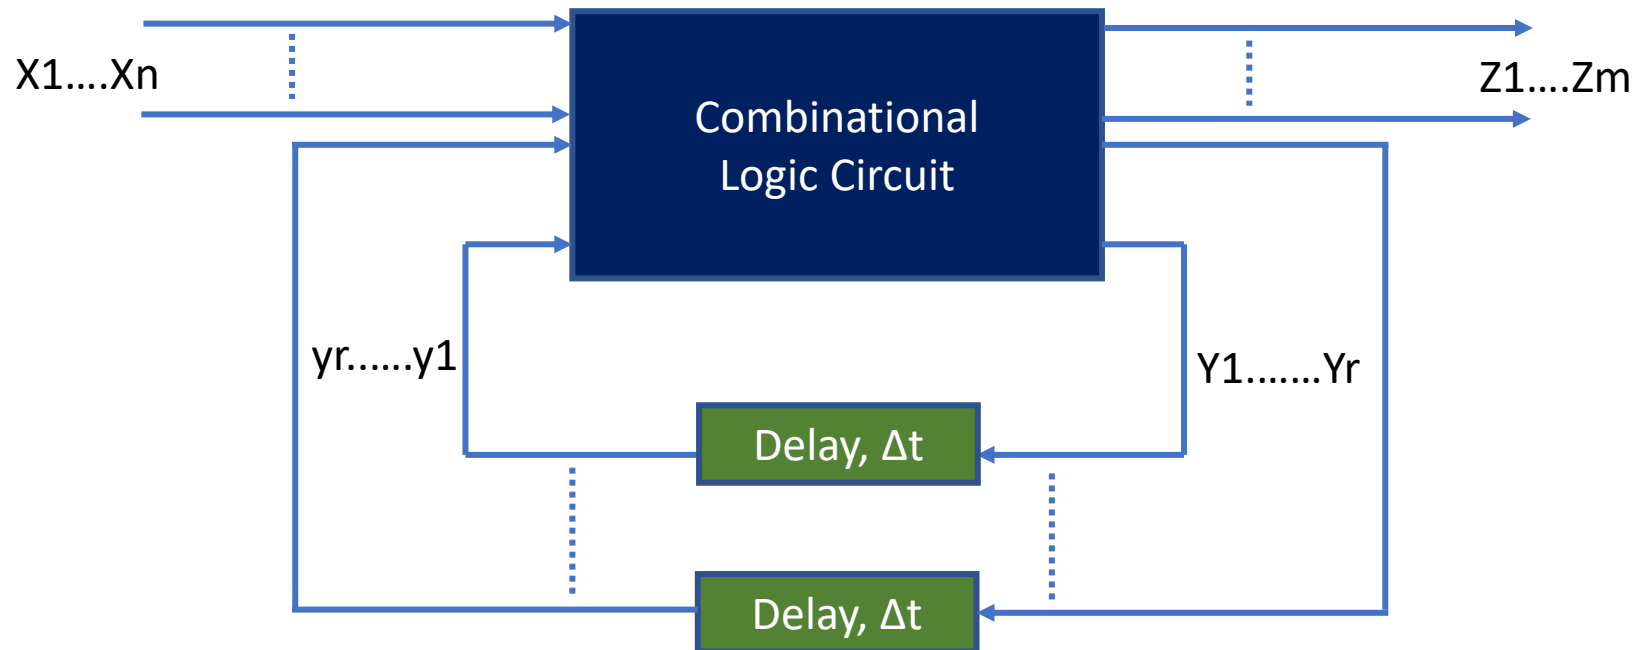 X1....Xn
Combinational
Logic Circuit
Z1....Zm
yr......y1
Y1.......Yr
Delay, Δt
Delay, Δt